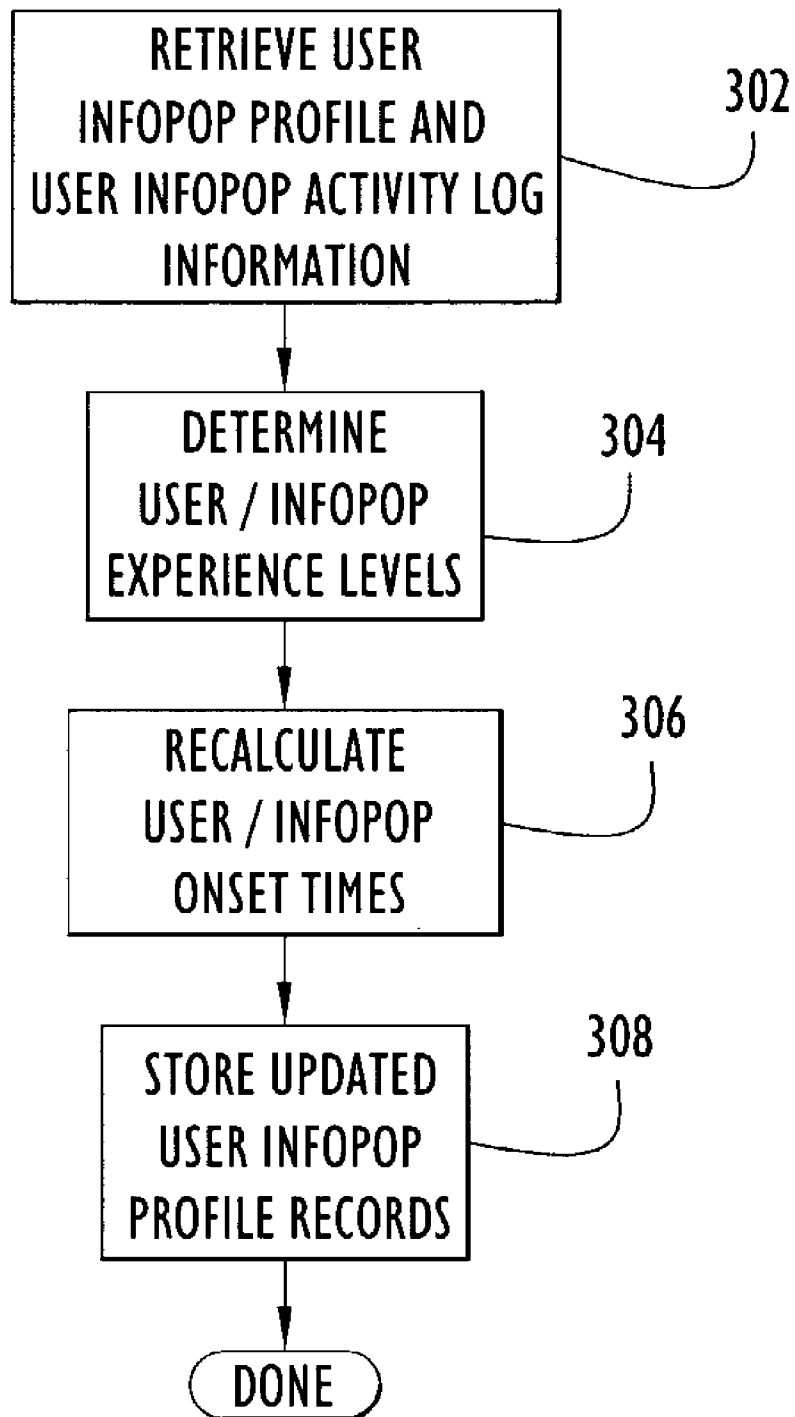 RETRIEVE USER
INFOPOP PROFILE AND
USER INFOPOP ACTIVITY LOG
INFORMATION
302
DETERMINE
USER / INFOPOP
EXPERIENCE LEVELS
304
RECALCULATE
USER / INFOPOP
ONSET TIMES
306
STORE UPDATED
USER INFOPOP
PROFILE RECORDS
308
DONE